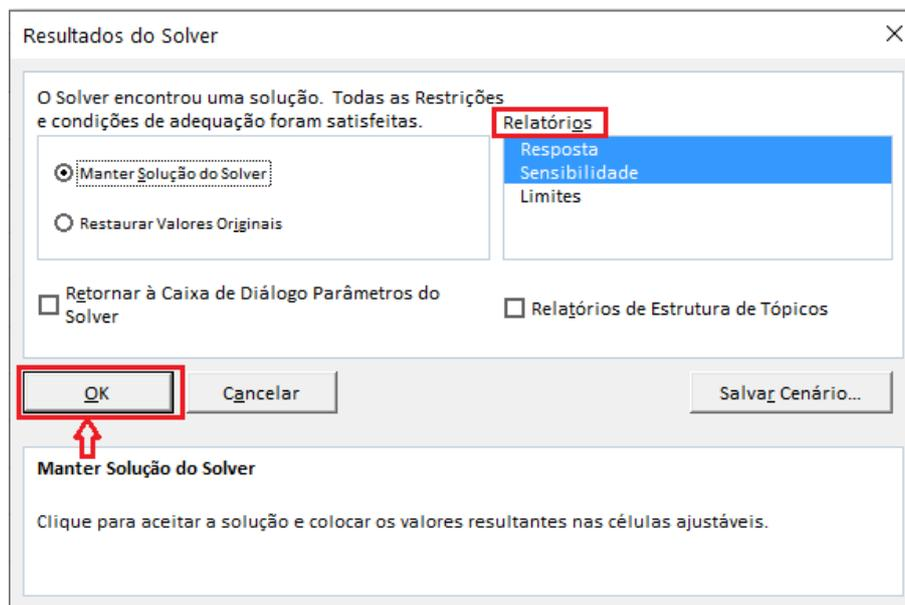 Resultados do Solver
O Solver encontrou uma solução. Todas as Restrições
e condições de adequação foram satisfeitas.
Relatórios
Manter Solução do Solver
Restaurar Valores Originais
Resposta
Sensibilidade
Limites
Retornar à Caixa de Diálogo Parâmetros do
Solver
Relatórios de Estrutura de Tópicos
OK
Cancelar
Salvar Cenário...
Manter Solução do Solver
Clique para aceitar a solução e colocar os valores resultantes nas células ajustáveis.